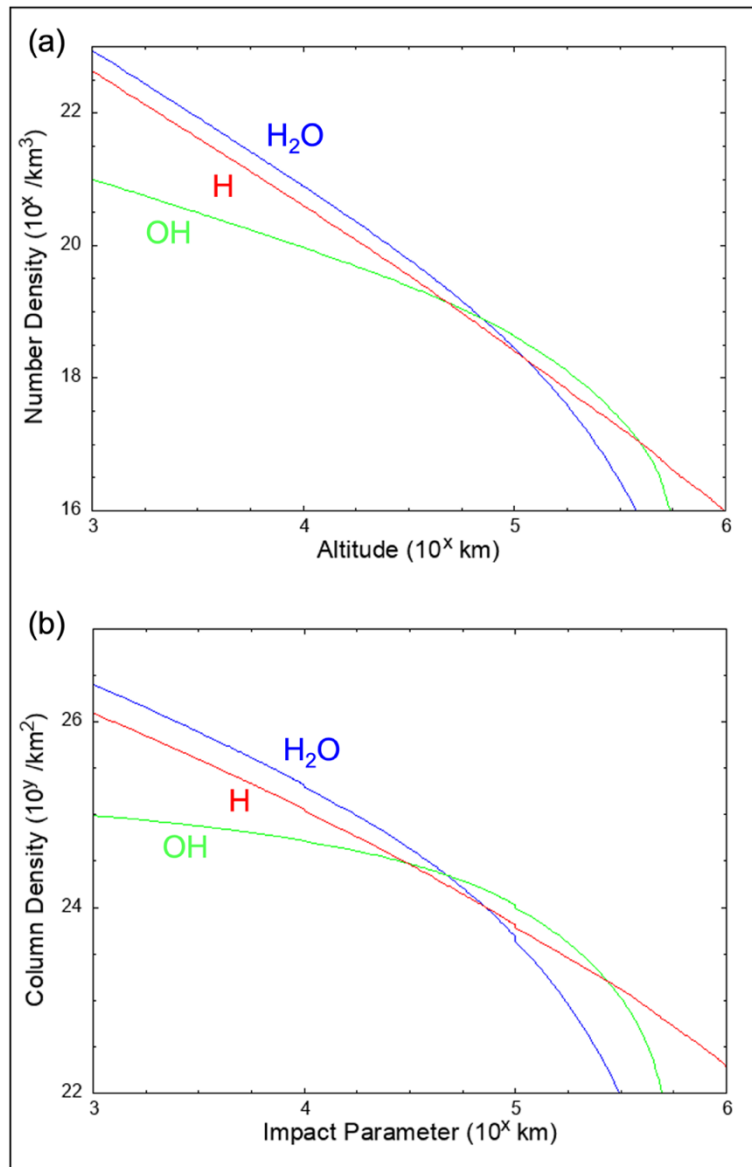 (a)
Number Density (10ˣ /km³)
22
20
18
16
H₂O
H
OH
3 4 5 6
Altitude (10ˣ km)
(b)
Column Density (10ʸ /km²)
26
24
22
H₂O
H
OH
3 4 5 6
Impact Parameter (10ˣ km)